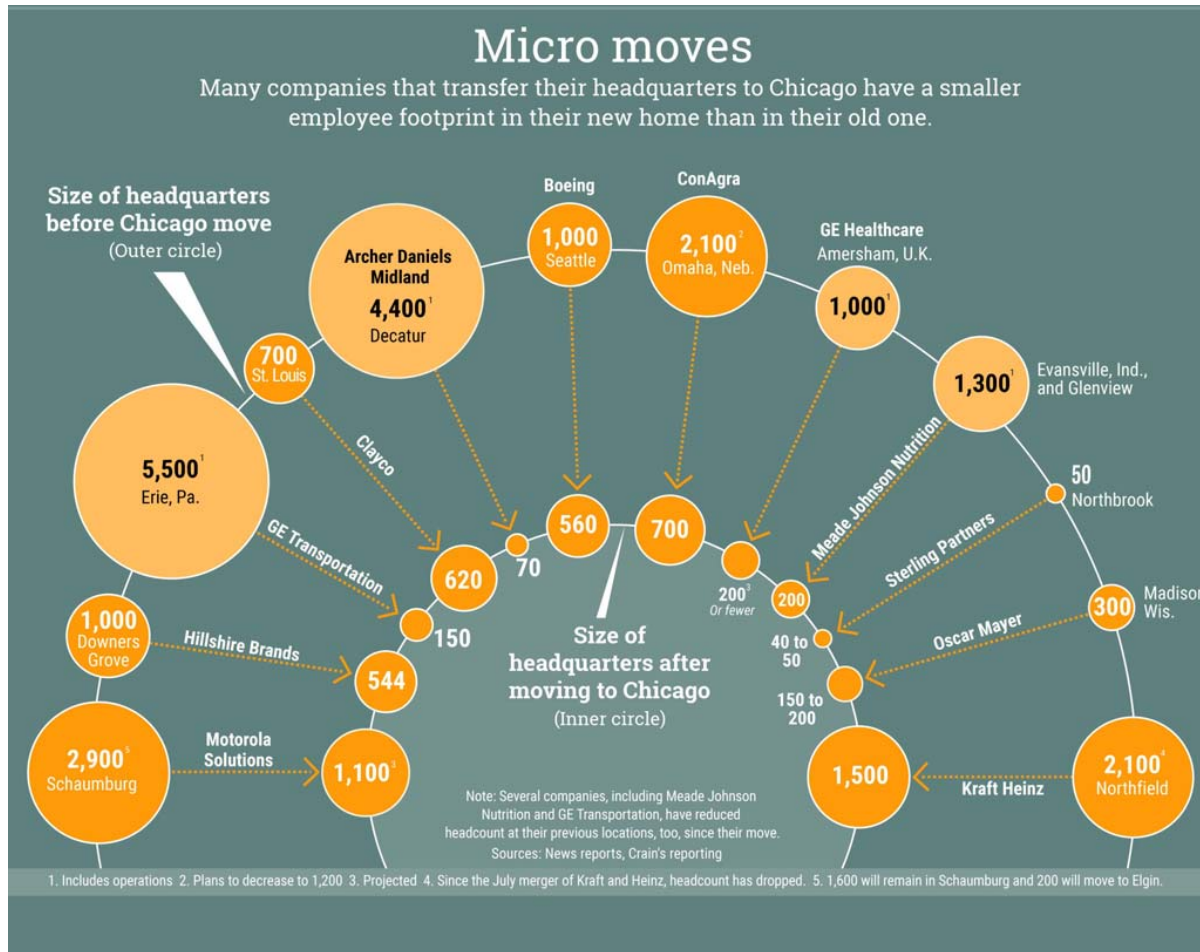 Micro moves
Many companies that transfer their headquarters to Chicago have a smaller
employee footprint in their new home than in their old one.
Size of headquarters
before Chicago move
(Outer circle)
2,900⁵
Schaumburg
Motorola
Solutions
1,100³
1,000
Downers
Grove
Hillshire Brands
544
5,500¹
Erie, Pa.
GE Transportation
150
700
St. Louis
Clayco
620
Archer Daniels
Midland
4,400¹
Decatur
70
Boeing
1,000
Seattle
560
ConAgra
2,100²
Omaha, Neb.
700
GE Healthcare
Amersham, U.K.
1,000¹
200³
Or fewer
1,300¹
Evansville, Ind.,
and Glenview
Meade Johnson Nutrition
200
50
Northbrook
Sterling Partners
40 to
50
300
Madison
Wis.
Oscar Mayer
150 to
200
2,100⁴
Northfield
Kraft Heinz
1,500
Size of
headquarters after
moving to Chicago
(Inner circle)
Note: Several companies, including Meade Johnson
Nutrition and GE Transportation, have reduced
headcount at their previous locations, too, since their move.
Sources: News reports, Crain's reporting
1. Includes operations 2. Plans to decrease to 1,200 3. Projected 4. Since the July merger of Kraft and Heinz, headcount has dropped. 5. 1,600 will remain in Schaumburg and 200 will move to Elgin.